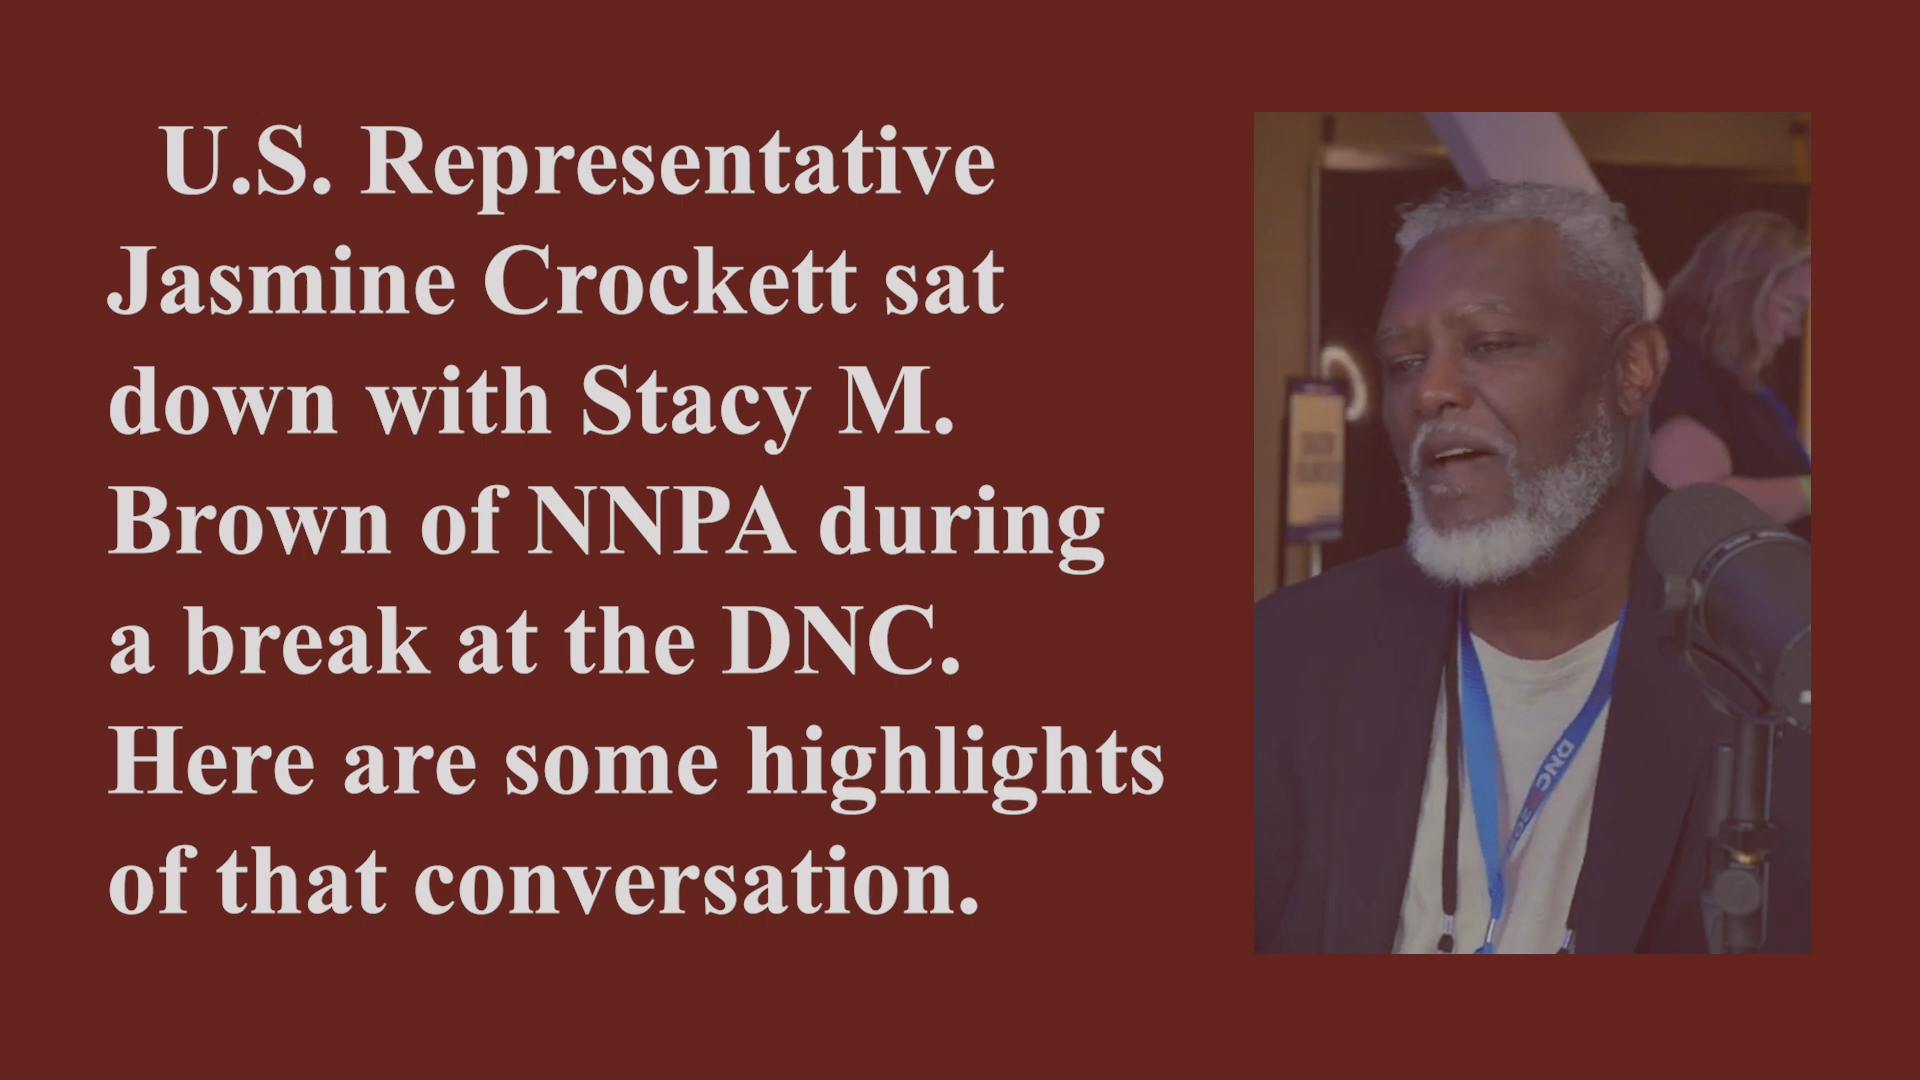 U.S. Representative
Jasmine Crockett sat
down with Stacy M.
Brown of NNPA during
a break at the DNC.
Here are some highlights
of that conversation.
DNC